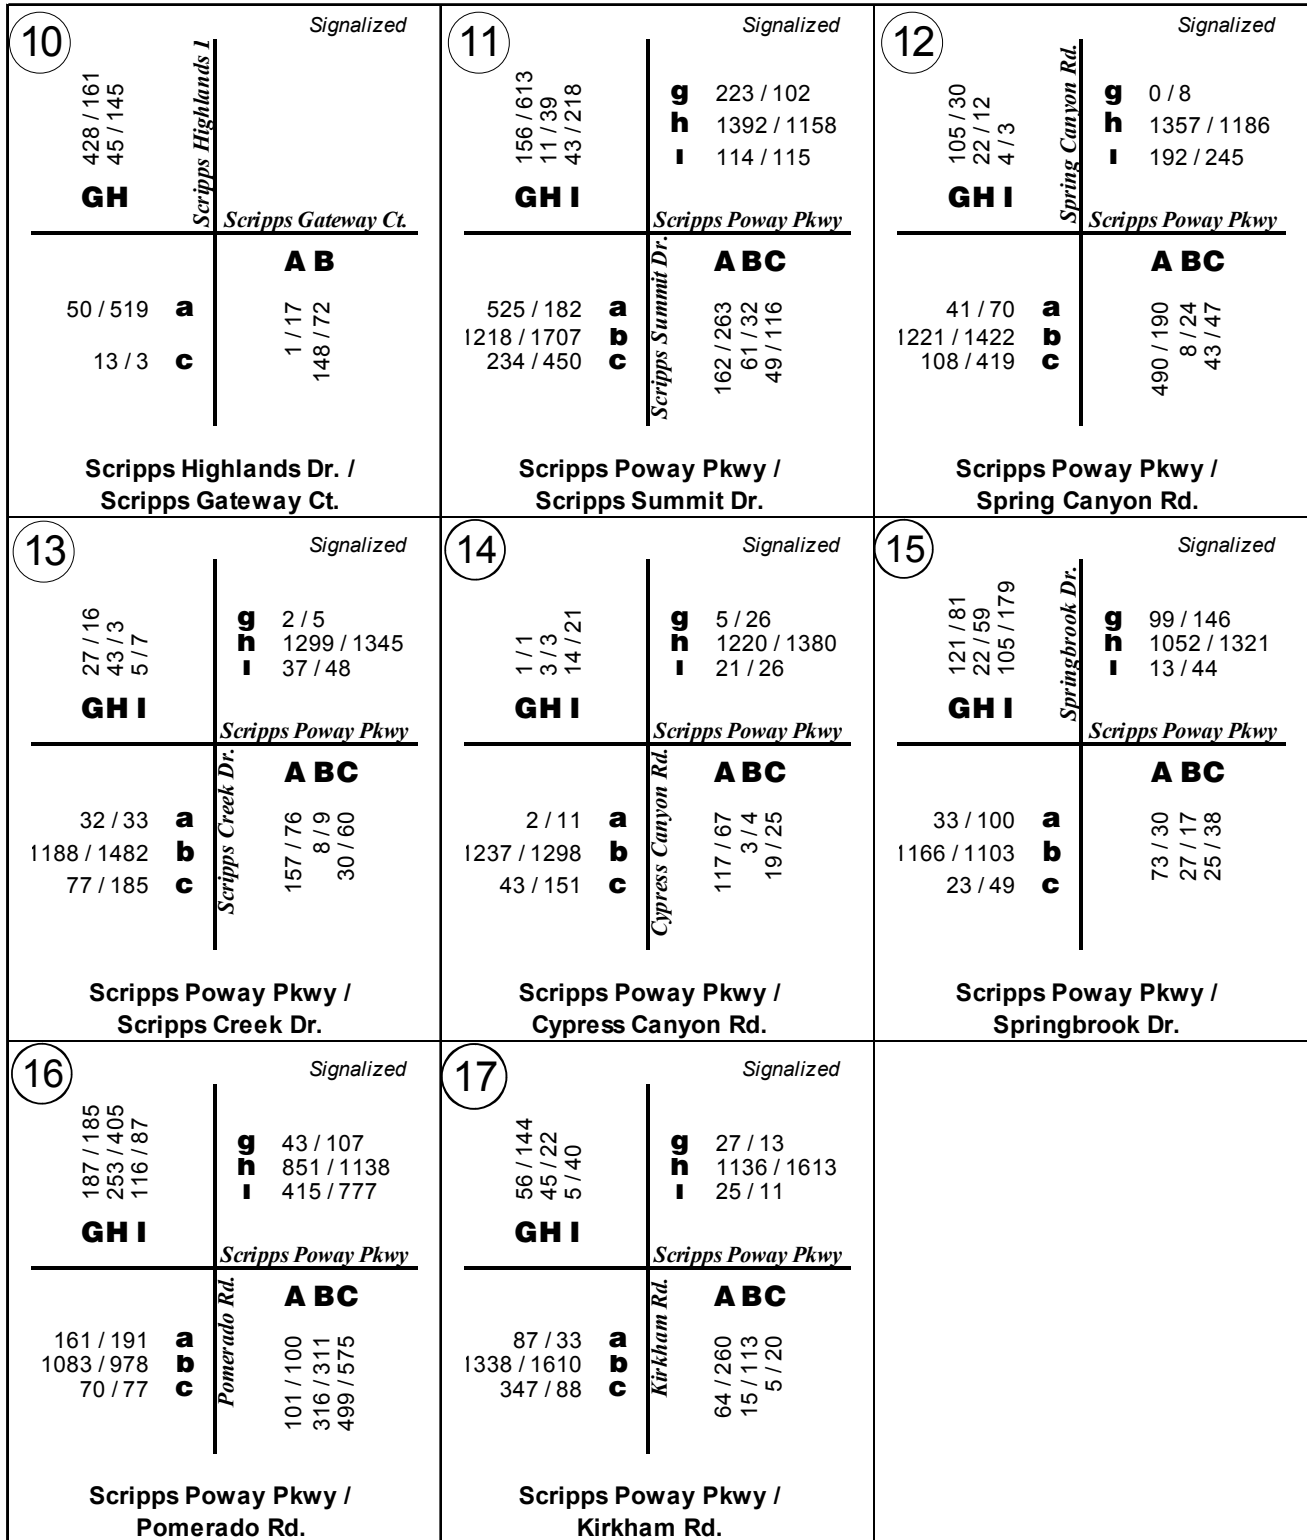 10
Signalized
428 / 161
45 / 145
Scripps Highlands
GH
Scripps Gateway Ct.
A B
50 / 519 a
13 / 3 c
1 / 17
148 / 72
Scripps Highlands Dr. /
Scripps Gateway Ct.
11
Signalized
156 / 613
11 / 39
43 / 218
g 223 / 102
h 1392 / 1158
I 114 / 115
GH I
Scripps Poway Pkwy
Scripps Summit Dr.
A BC
525 / 182 a
1218 / 1707 b
234 / 450 c
162 / 263
61 / 32
49 / 116
Scripps Poway Pkwy /
Scripps Summit Dr.
12
Signalized
105 / 30
22 / 12
4 / 3
Spring Canyon Rd.
g 0 / 8
h 1357 / 1186
I 192 / 245
GH I
Scripps Poway Pkwy
A BC
41 / 70 a
1221 / 1422 b
108 / 419 c
490 / 190
8 / 24
43 / 47
Scripps Poway Pkwy /
Spring Canyon Rd.
13
Signalized
27 / 16
43 / 3
5 / 7
g 2 / 5
h 1299 / 1345
I 37 / 48
GH I
Scripps Poway Pkwy
Scripps Creek Dr.
A BC
32 / 33 a
1188 / 1482 b
77 / 185 c
157 / 76
8 / 9
30 / 60
Scripps Poway Pkwy /
Scripps Creek Dr.
14
Signalized
1 / 1
3 / 3
14 / 21
g 5 / 26
h 1220 / 1380
I 21 / 26
GH I
Scripps Poway Pkwy
Cypress Canyon Rd.
A BC
2 / 11 a
1237 / 1298 b
43 / 151 c
117 / 67
3 / 4
19 / 25
Scripps Poway Pkwy /
Cypress Canyon Rd.
15
Signalized
121 / 81
22 / 59
105 / 179
Springbrook Dr.
g 99 / 146
h 1052 / 1321
I 13 / 44
GH I
Scripps Poway Pkwy
A BC
33 / 100 a
1166 / 1103 b
23 / 49 c
73 / 30
27 / 17
25 / 38
Scripps Poway Pkwy /
Springbrook Dr.
16
Signalized
187 / 185
253 / 405
116 / 87
g 43 / 107
h 851 / 1138
I 415 / 777
GH I
Scripps Poway Pkwy
Pomerado Rd.
A BC
161 / 191 a
1083 / 978 b
70 / 77 c
101 / 100
316 / 311
499 / 575
Scripps Poway Pkwy /
Pomerado Rd.
17
Signalized
56 / 144
45 / 22
5 / 40
g 27 / 13
h 1136 / 1613
I 25 / 11
GH I
Scripps Poway Pkwy
Kirkham Rd.
A BC
87 / 33 a
1338 / 1610 b
347 / 88 c
64 / 260
15 / 113
5 / 20
Scripps Poway Pkwy /
Kirkham Rd.